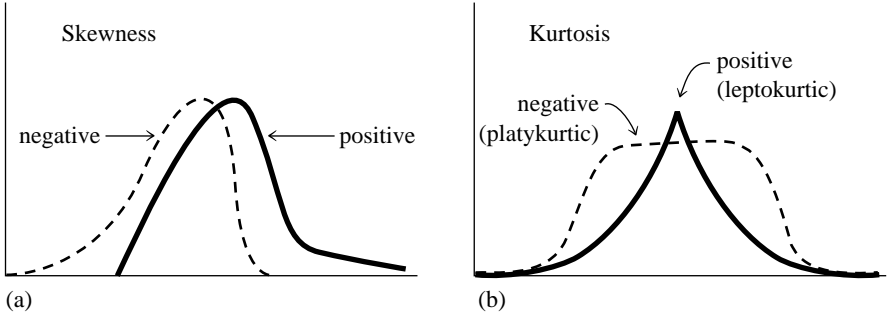 Skewness
negative
positive
(a)
Kurtosis
positive
(leptokurtic)
negative
(platykurtic)
(b)